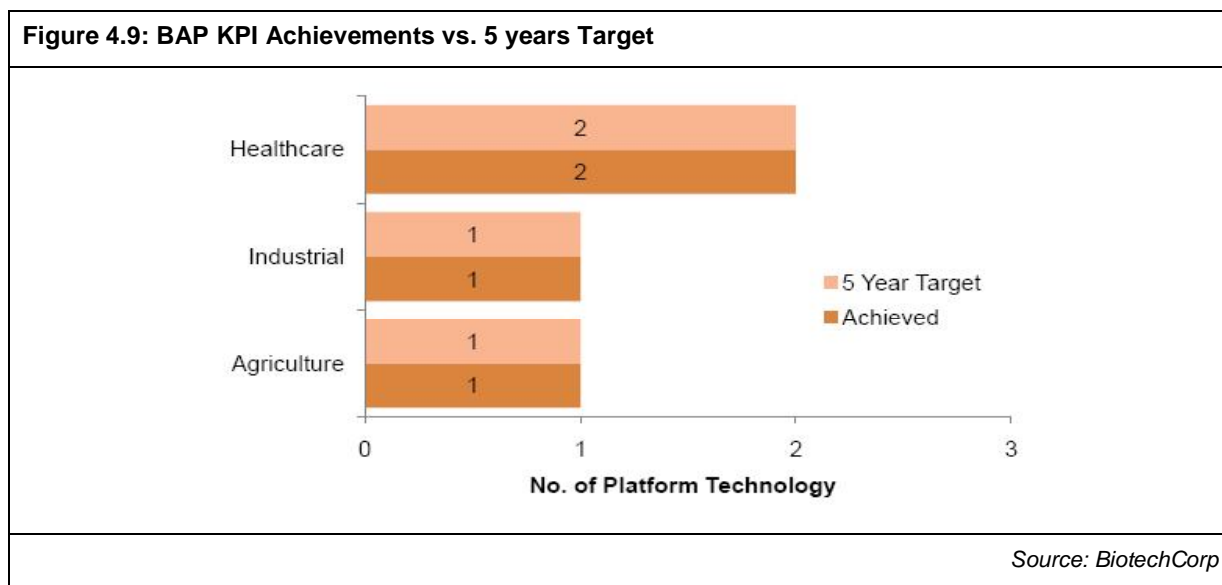 Figure 4.9: BAP KPI Achievements vs. 5 years Target
Healthcare
2
2
Industrial
1
1
Agriculture
1
1
5 Year Target
Achieved
0 1 2 3
No. of Platform Technology
Source: BiotechCorp